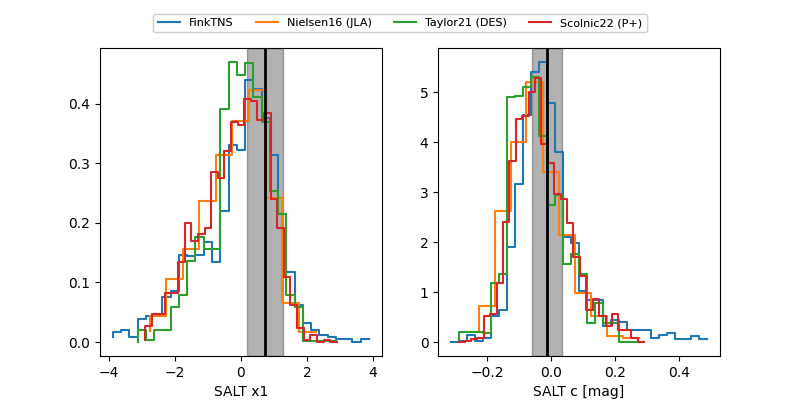 FinkTNS Nielsen16 (JLA) Taylor21 (DES) Scolnic22 (P+)
0.4
0.3
0.2
0.1
0.0
−4 −2 0 2 4
SALT x1
5
4
3
2
1
0
−0.2 0.0 0.2 0.4
SALT c [mag]